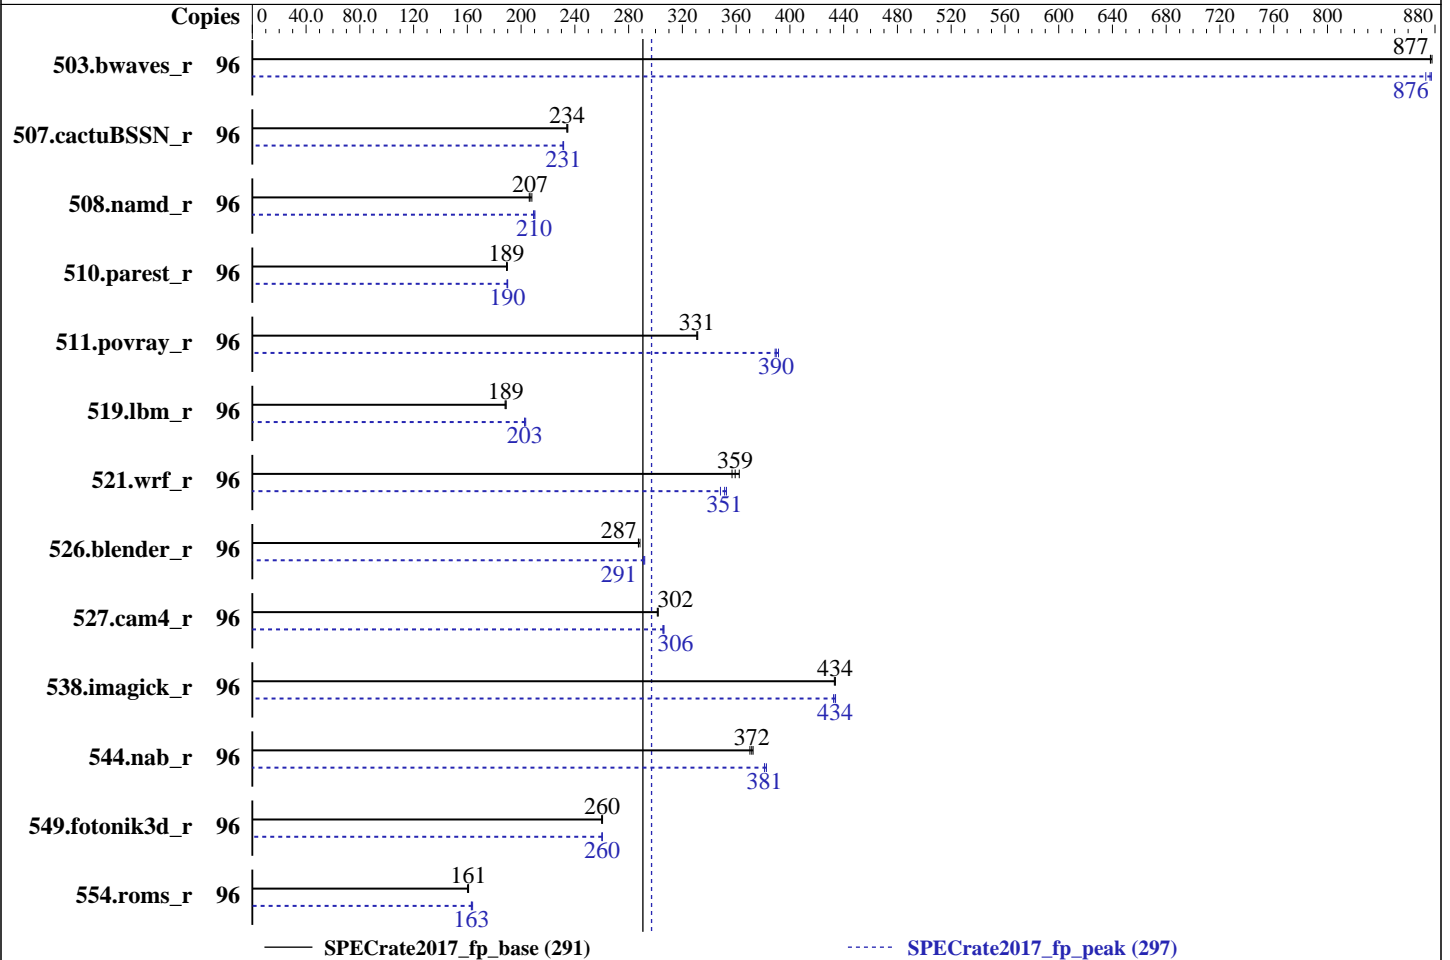 Copies 0 40.0 80.0 120 160 200 240 280 320 360 400 440 480 520 560 600 640 680 720 760 800 880
877
503.bwaves_r 96
876
234
507.cactuBSSN_r 96
231
207
508.namd_r 96
210
189
510.parest_r 96
190
331
511.povray_r 96
390
189
519.lbm_r 96
203
359
521.wrf_r 96
351
287
526.blender_r 96
291
302
527.cam4_r 96
306
434
538.imagick_r 96
434
372
544.nab_r 96
381
260
549.fotonik3d_r 96
260
161
554.roms_r 96
163
SPECrate2017_fp_base (291) SPECrate2017_fp_peak (297)